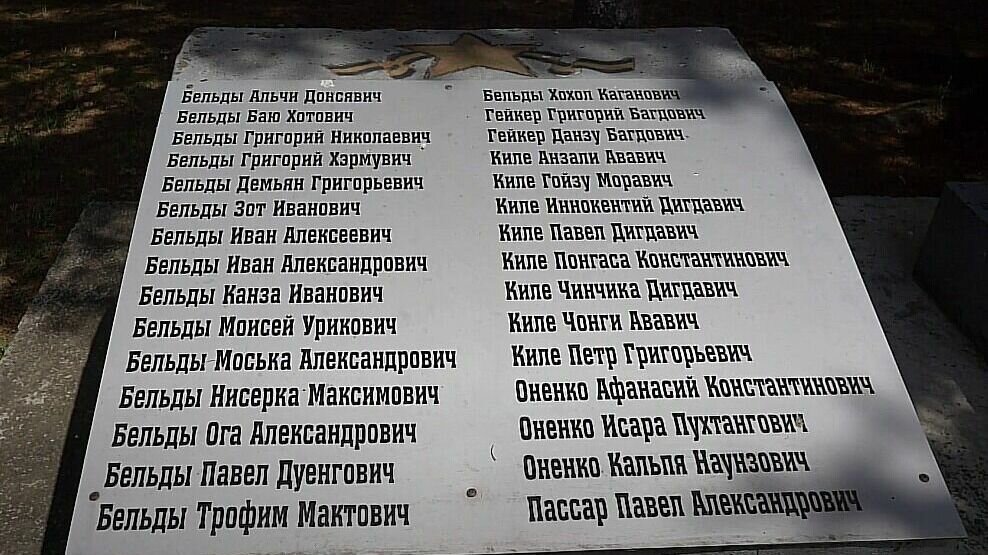 Бельды Альчи Донсявич
Бельды Баю Хотович
Бельды Григорий Николаевич
Бельды Григорий Хэрмувич
Бельды Демьян Григорьевич
Бельды Зот Иванович
Бельды Иван Алексеевич
Бельды Иван Александрович
Бельды Канза Иванович
Бельды Моисей Урикович
Бельды Моська Александрович
Бельды Нисерка Максимович
Бельды Ога Александрович
Бельды Павел Дуенгович
Бельды Трофим Мактович
Бельды Хохол Каганович
Гейкер Григорий Багдович
Гейкер Данзу Багдович
Киле Анзали Ававич
Киле Гойзу Моравич
Киле Иннокентий Дигдавич
Киле Павел Дигдавич
Киле Понгаса Константинович
Киле Чинчика Дигдавич
Киле Чонги Ававич
Киле Петр Григорьевич
Оненко Афанасий Константинович
Оненко Исара Пухтангович
Оненко Кальпя Наунзович
Пассар Павел Александрович